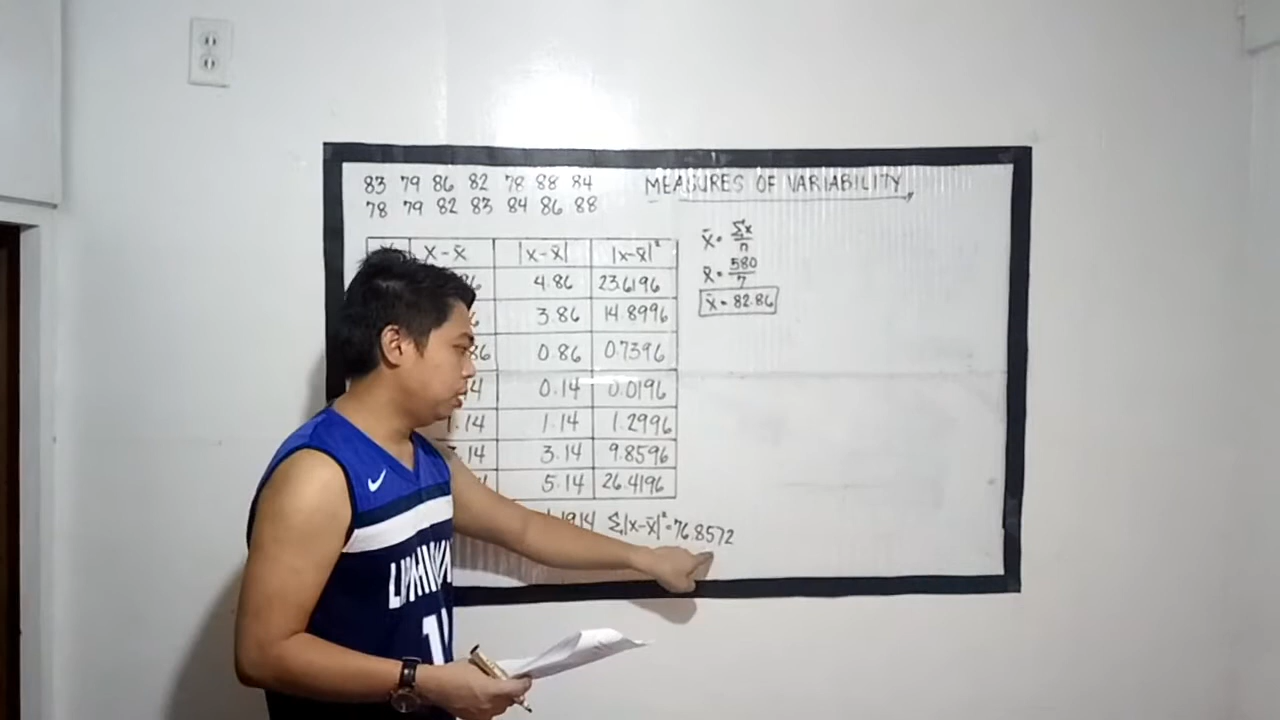 83 79 86 82 78 88 84
78 79 82 83 84 86 88
MEASURES OF VARIABILITY
X - x̄ |x-x̄| |x-x̄|²
4.86 23.6196
3.86 14.8996
0.86 0.7396
0.14 0.0196
1.14 1.14 1.2996
3.14 9.8596
5.14 26.4196
Σ|x-x̄|²=76.8572
x̄ = Σx/n
x̄ = 580/7
x̄ = 82.86